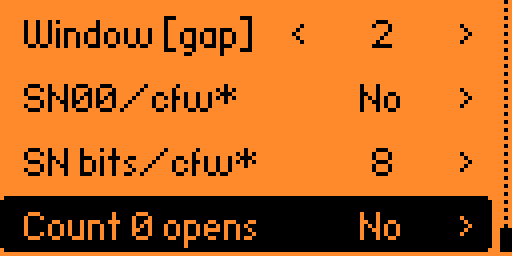 Window [gap] < 2 >
SN00/cfw* No >
SN bits/cfw* 8 >
Count 0 opens No >